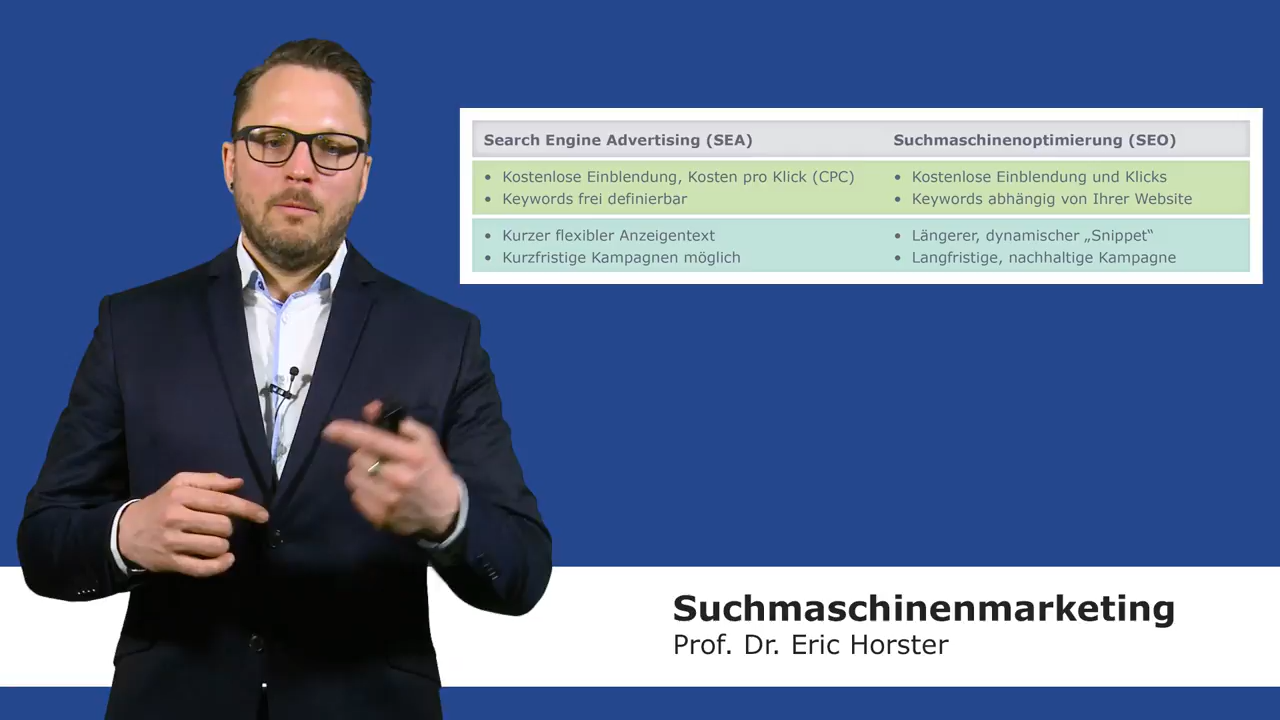 Search Engine Advertising (SEA)
Suchmaschinenoptimierung (SEO)
• Kostenlose Einblendung, Kosten pro Klick (CPC)
• Keywords frei definierbar
• Kostenlose Einblendung und Klicks
• Keywords abhängig von Ihrer Website
• Kurzer flexibler Anzeigentext
• Kurzfristige Kampagnen möglich
• Längerer, dynamischer „Snippet“
• Langfristige, nachhaltige Kampagne
Suchmaschinenmarketing
Prof. Dr. Eric Horster